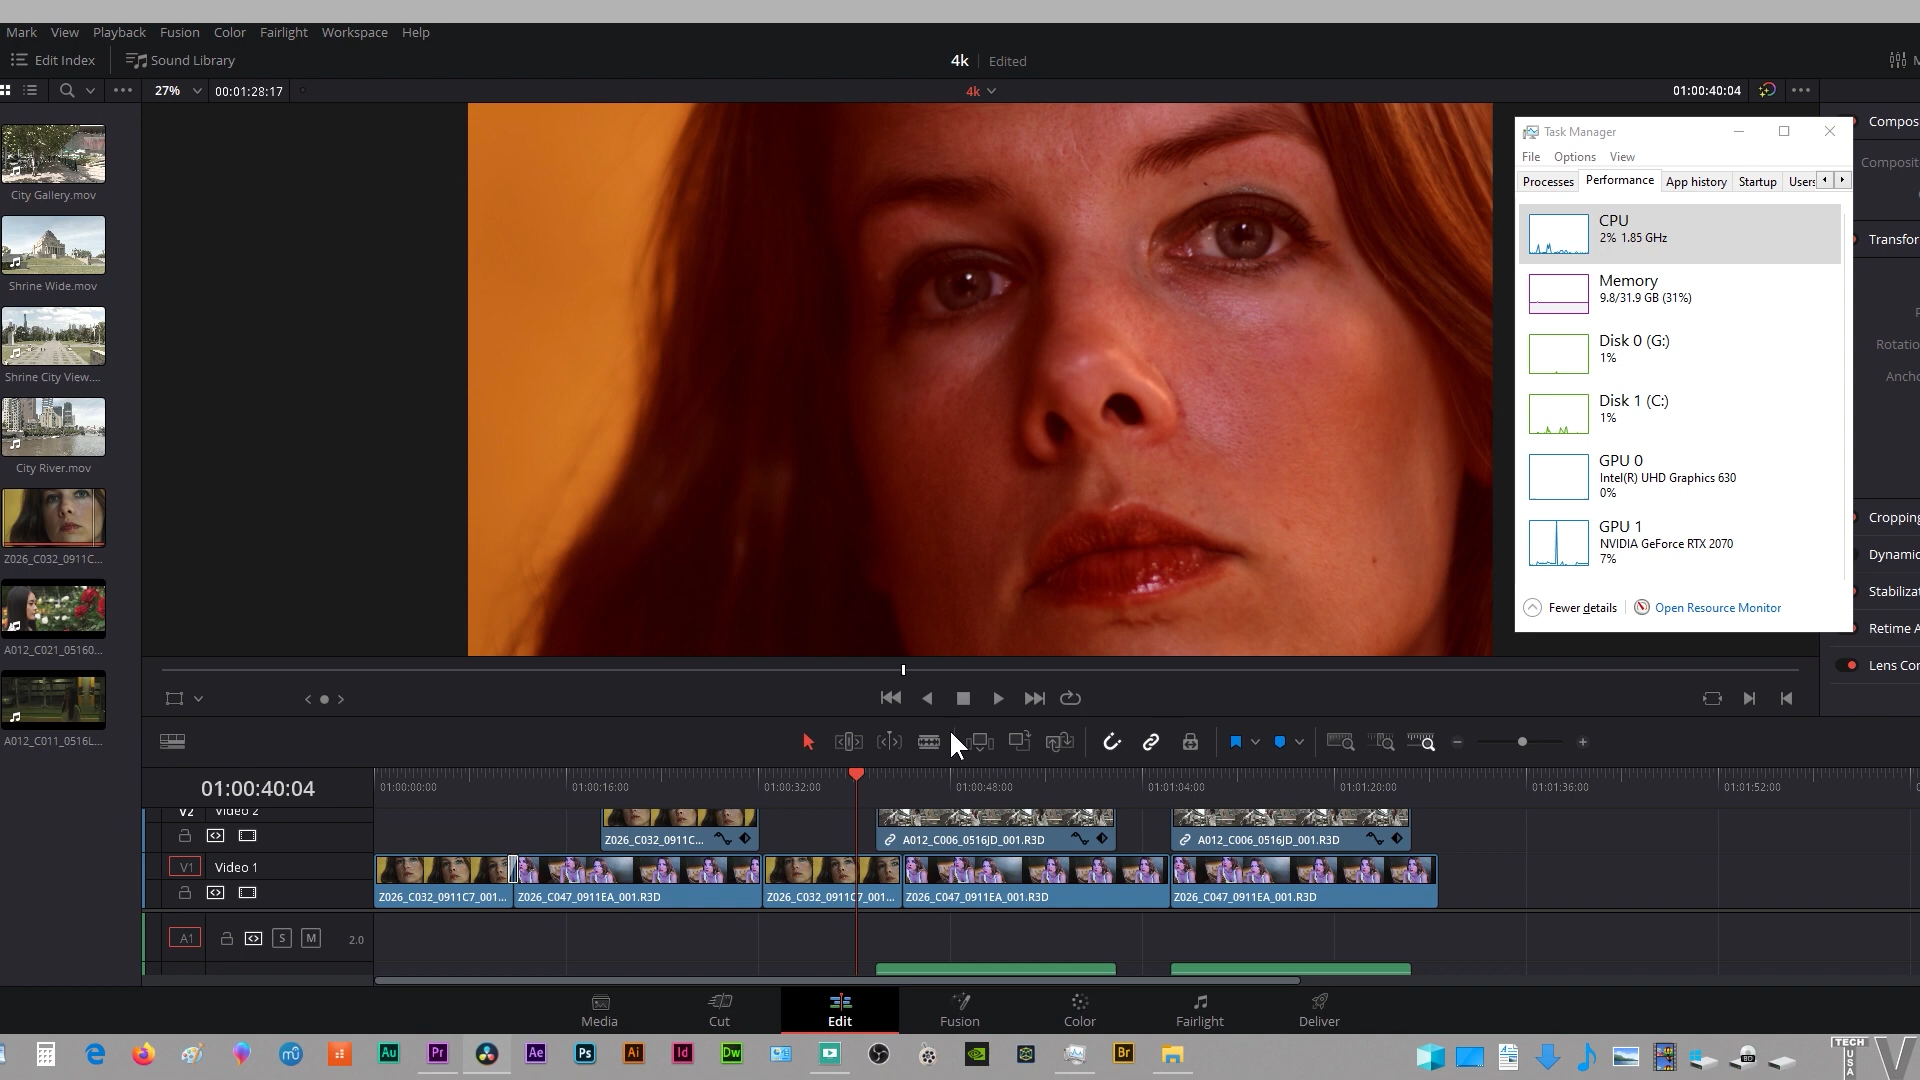 Mark View Playback Fusion Color Fairlight Workspace Help
Edit Index Sound Library 4k Edited
27% 00:01:28:17 4k 01:00:40:04
City Gallery.mov
Shrine Wide.mov
Shrine City View....
City River.mov
Z026_C032_0911C...
A012_C021_05160...
A012_C011_0516L...
Task Manager
File Options View
Processes Performance App history Startup Users
CPU
2% 1.85 GHz
Memory
9.8/31.9 GB (31%)
Disk 0 (G:)
1%
Disk 1 (C:)
1%
GPU 0
Intel(R) UHD Graphics 630
0%
GPU 1
NVIDIA GeForce RTX 2070
7%
Fewer details Open Resource Monitor
Compos
Composit
Transfor
Rotatio
Ancho
Cropping
Dynamic
Stabilizat
Retime A
Lens Cor
01:00:40:04
01:00:00:00 01:00:16:00 01:00:32:00 01:00:48:00 01:01:04:00 01:01:20:00 01:01:36:00 01:01:52:00
V2 Video 2
Z026_C032_0911C... A012_C006_0516JD_001.R3D A012_C006_0516JD_001.R3D
V1 Video 1
Z026_C032_0911C7_001... Z026_C047_0911EA_001.R3D Z026_C032_0911C7_001... Z026_C047_0911EA_001.R3D Z026_C047_0911EA_001.R3D
A1 S M 2.0
Media Cut Edit Fusion Color Fairlight Deliver
mü Au Pr Ae Ps Ai Id Dw Br BD
TECH
USA
V